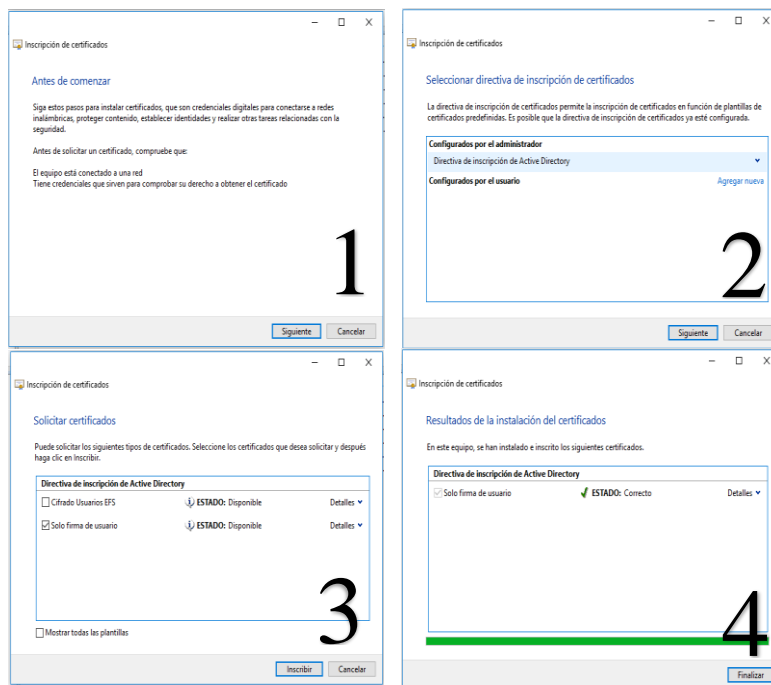 Inscripción de certificados
Antes de comenzar
Siga estos pasos para instalar certificados, que son credenciales digitales para conectarse a redes
inalámbricas, proteger contenido, establecer identidades y realizar otras tareas relacionadas con la
seguridad.
Antes de solicitar un certificado, compruebe que:
El equipo está conectado a una red
Tiene credenciales que sirven para comprobar su derecho a obtener el certificado
1
Siguiente
Cancelar
Inscripción de certificados
Seleccionar directiva de inscripción de certificados
La directiva de inscripción de certificados permite la inscripción de certificados en función de plantillas de
certificados predefinidas. Es posible que la directiva de inscripción de certificados ya esté configurada.
Configurados por el administrador
Directiva de inscripción de Active Directory
Configurados por el usuario Agregar nueva
2
Siguiente
Cancelar
Inscripción de certificados
Solicitar certificados
Puede solicitar los siguientes tipos de certificados. Seleccione los certificados que desea solicitar y después
haga clic en Inscribir.
Directiva de inscripción de Active Directory
Cifrado Usuarios EFS ESTADO: Disponible Detalles
Solo firma de usuario ESTADO: Disponible Detalles
3
Mostrar todas las plantillas
Inscribir
Cancelar
Inscripción de certificados
Resultados de la instalación del certificados
En este equipo, se han instalado e inscrito los siguientes certificados.
Directiva de inscripción de Active Directory
Solo firma de usuario ESTADO: Correcto Detalles
4
Finalizar